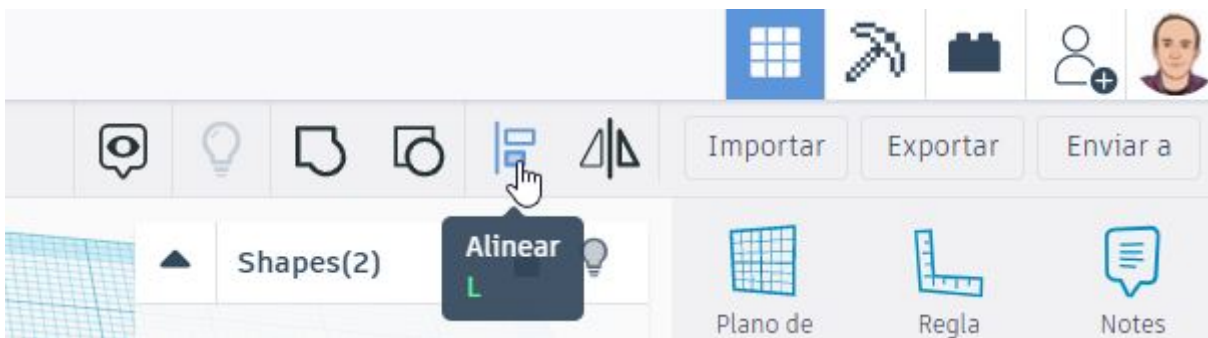 Importar
Exportar
Enviar a
Shapes(2)
Alinear
L
Plano de
Regla
Notes